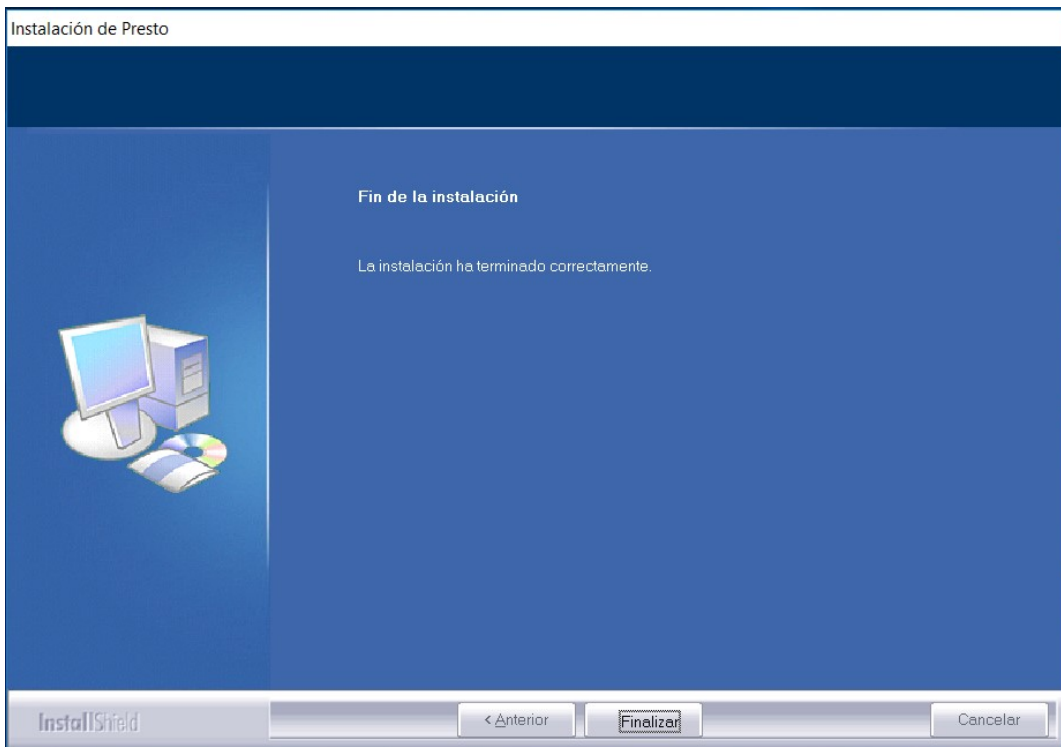 Instalación de Presto
Fin de la instalación
La instalación ha terminado correctamente.
InstallShield
< Anterior
Finalizar
Cancelar